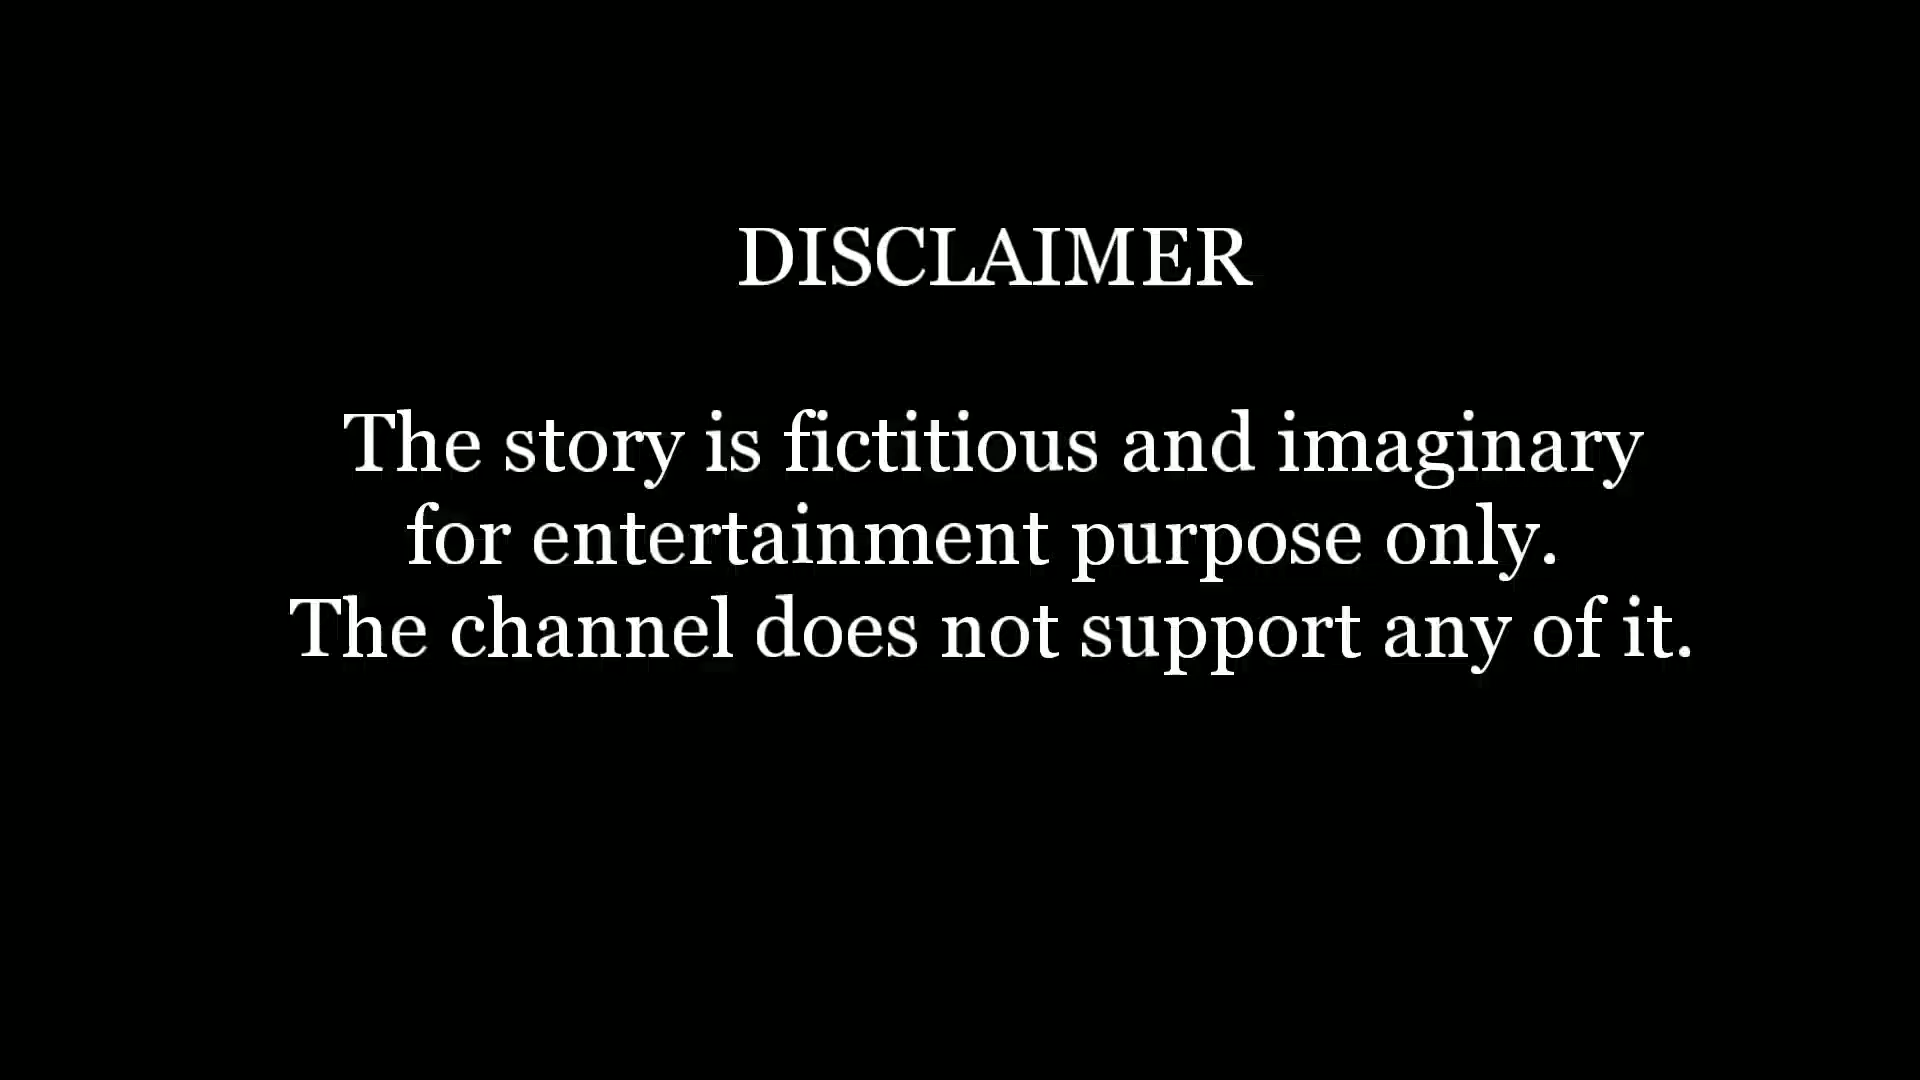 DISCLAIMER
The story is fictitious and imaginary
for entertainment purpose only.
The channel does not support any of it.